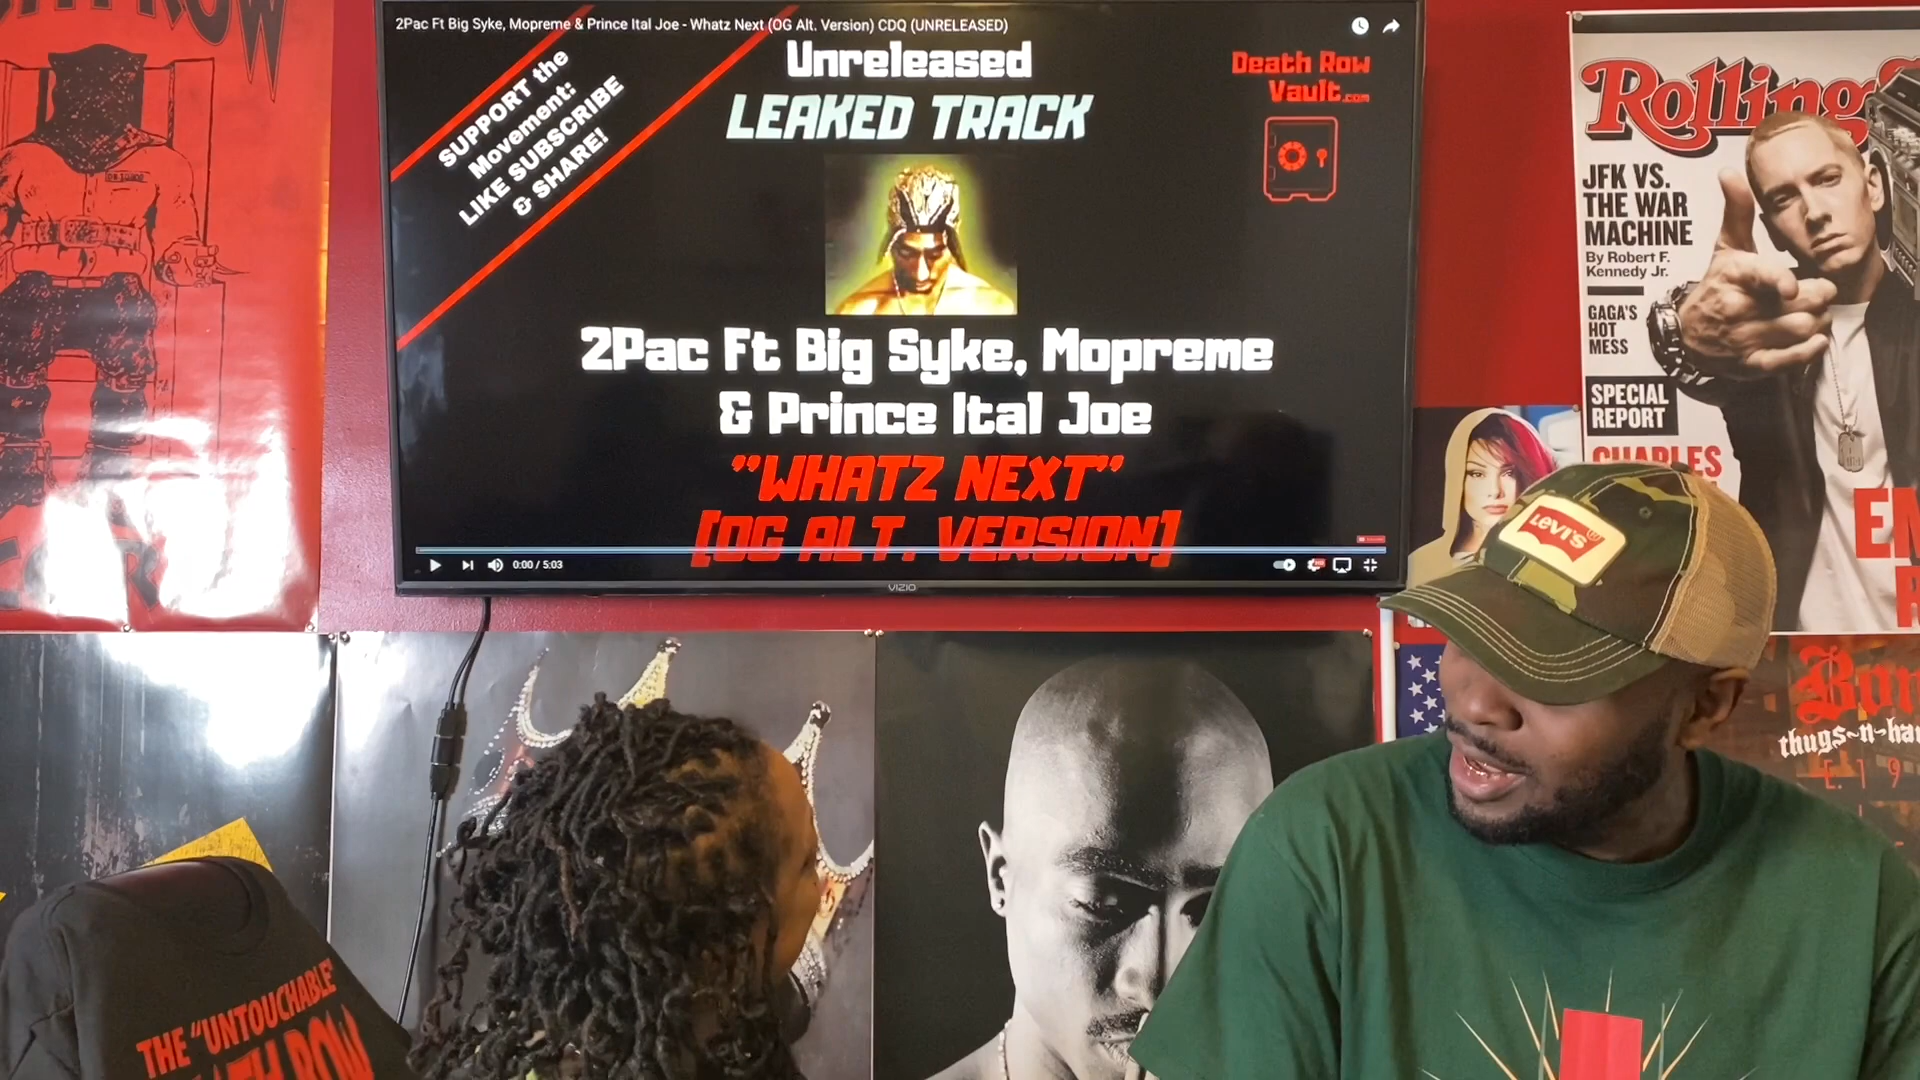 2Pac Ft Big Syke, Mopreme & Prince Ital Joe - Whatz Next (OG Alt. Version) CDQ (UNRELEASED)
SUPPORT the
Movement:
LIKE SUBSCRIBE
& SHARE!
Unreleased
LEAKED TRACK
Death Row
Vault.com
2Pac Ft Big Syke, Mopreme
& Prince Ital Joe
"WHATZ NEXT"
[OG ALT. VERSION]
0:00 / 5:03
VIZIO
Rolling
JFK VS.
THE WAR
MACHINE
By Robert F.
Kennedy Jr.
GAGA'S
HOT
MESS
SPECIAL
REPORT
CHARLES
LEVI'S
thugs~n~ha
THE "UNTOUCHABLE"